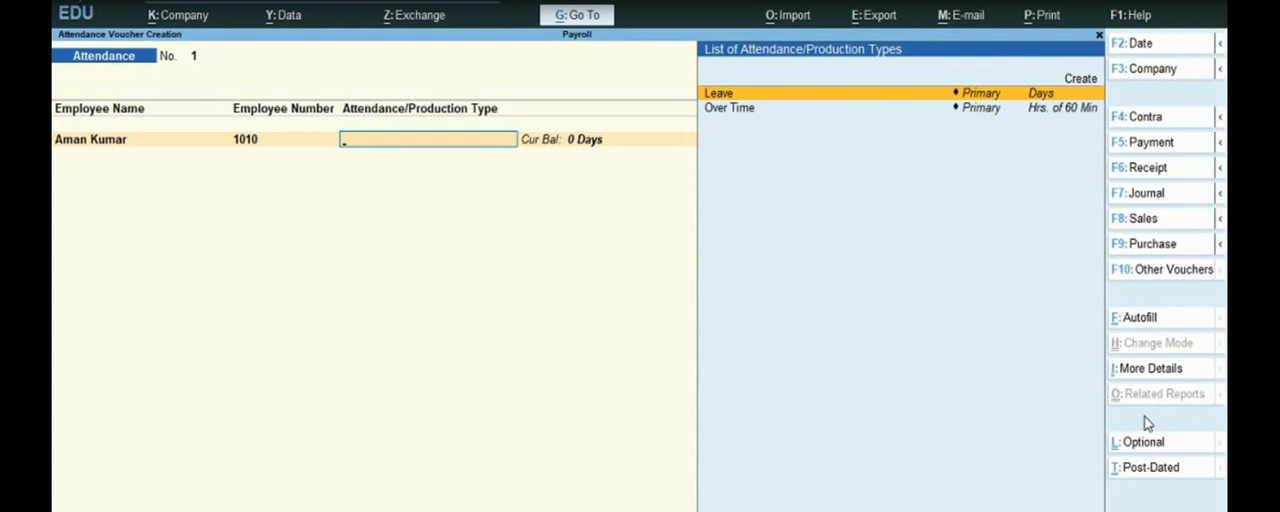 EDU K: Company Y: Data Z: Exchange G: Go To O: Import E: Export M: E-mail P: Print F1: Help
Attendance Voucher Creation Payroll x
Attendance No. 1
List of Attendance/Production Types
Create
Employee Name Employee Number Attendance/Production Type
Leave ♦ Primary Days
Over Time ♦ Primary Hrs. of 60 Min
Aman Kumar 1010 Cur Bal: 0 Days
F2: Date
F3: Company
F4: Contra
F5: Payment
F6: Receipt
F7: Journal
F8: Sales
F9: Purchase
F10: Other Vouchers
F: Autofill
H: Change Mode
I: More Details
O: Related Reports
L: Optional
T: Post-Dated